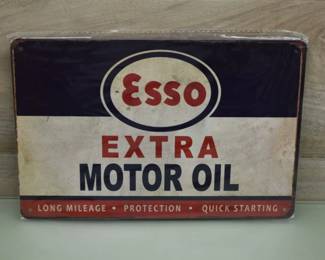 Esso
EXTRA
MOTOR OIL
LONG MILEAGE • PROTECTION • QUICK STARTING